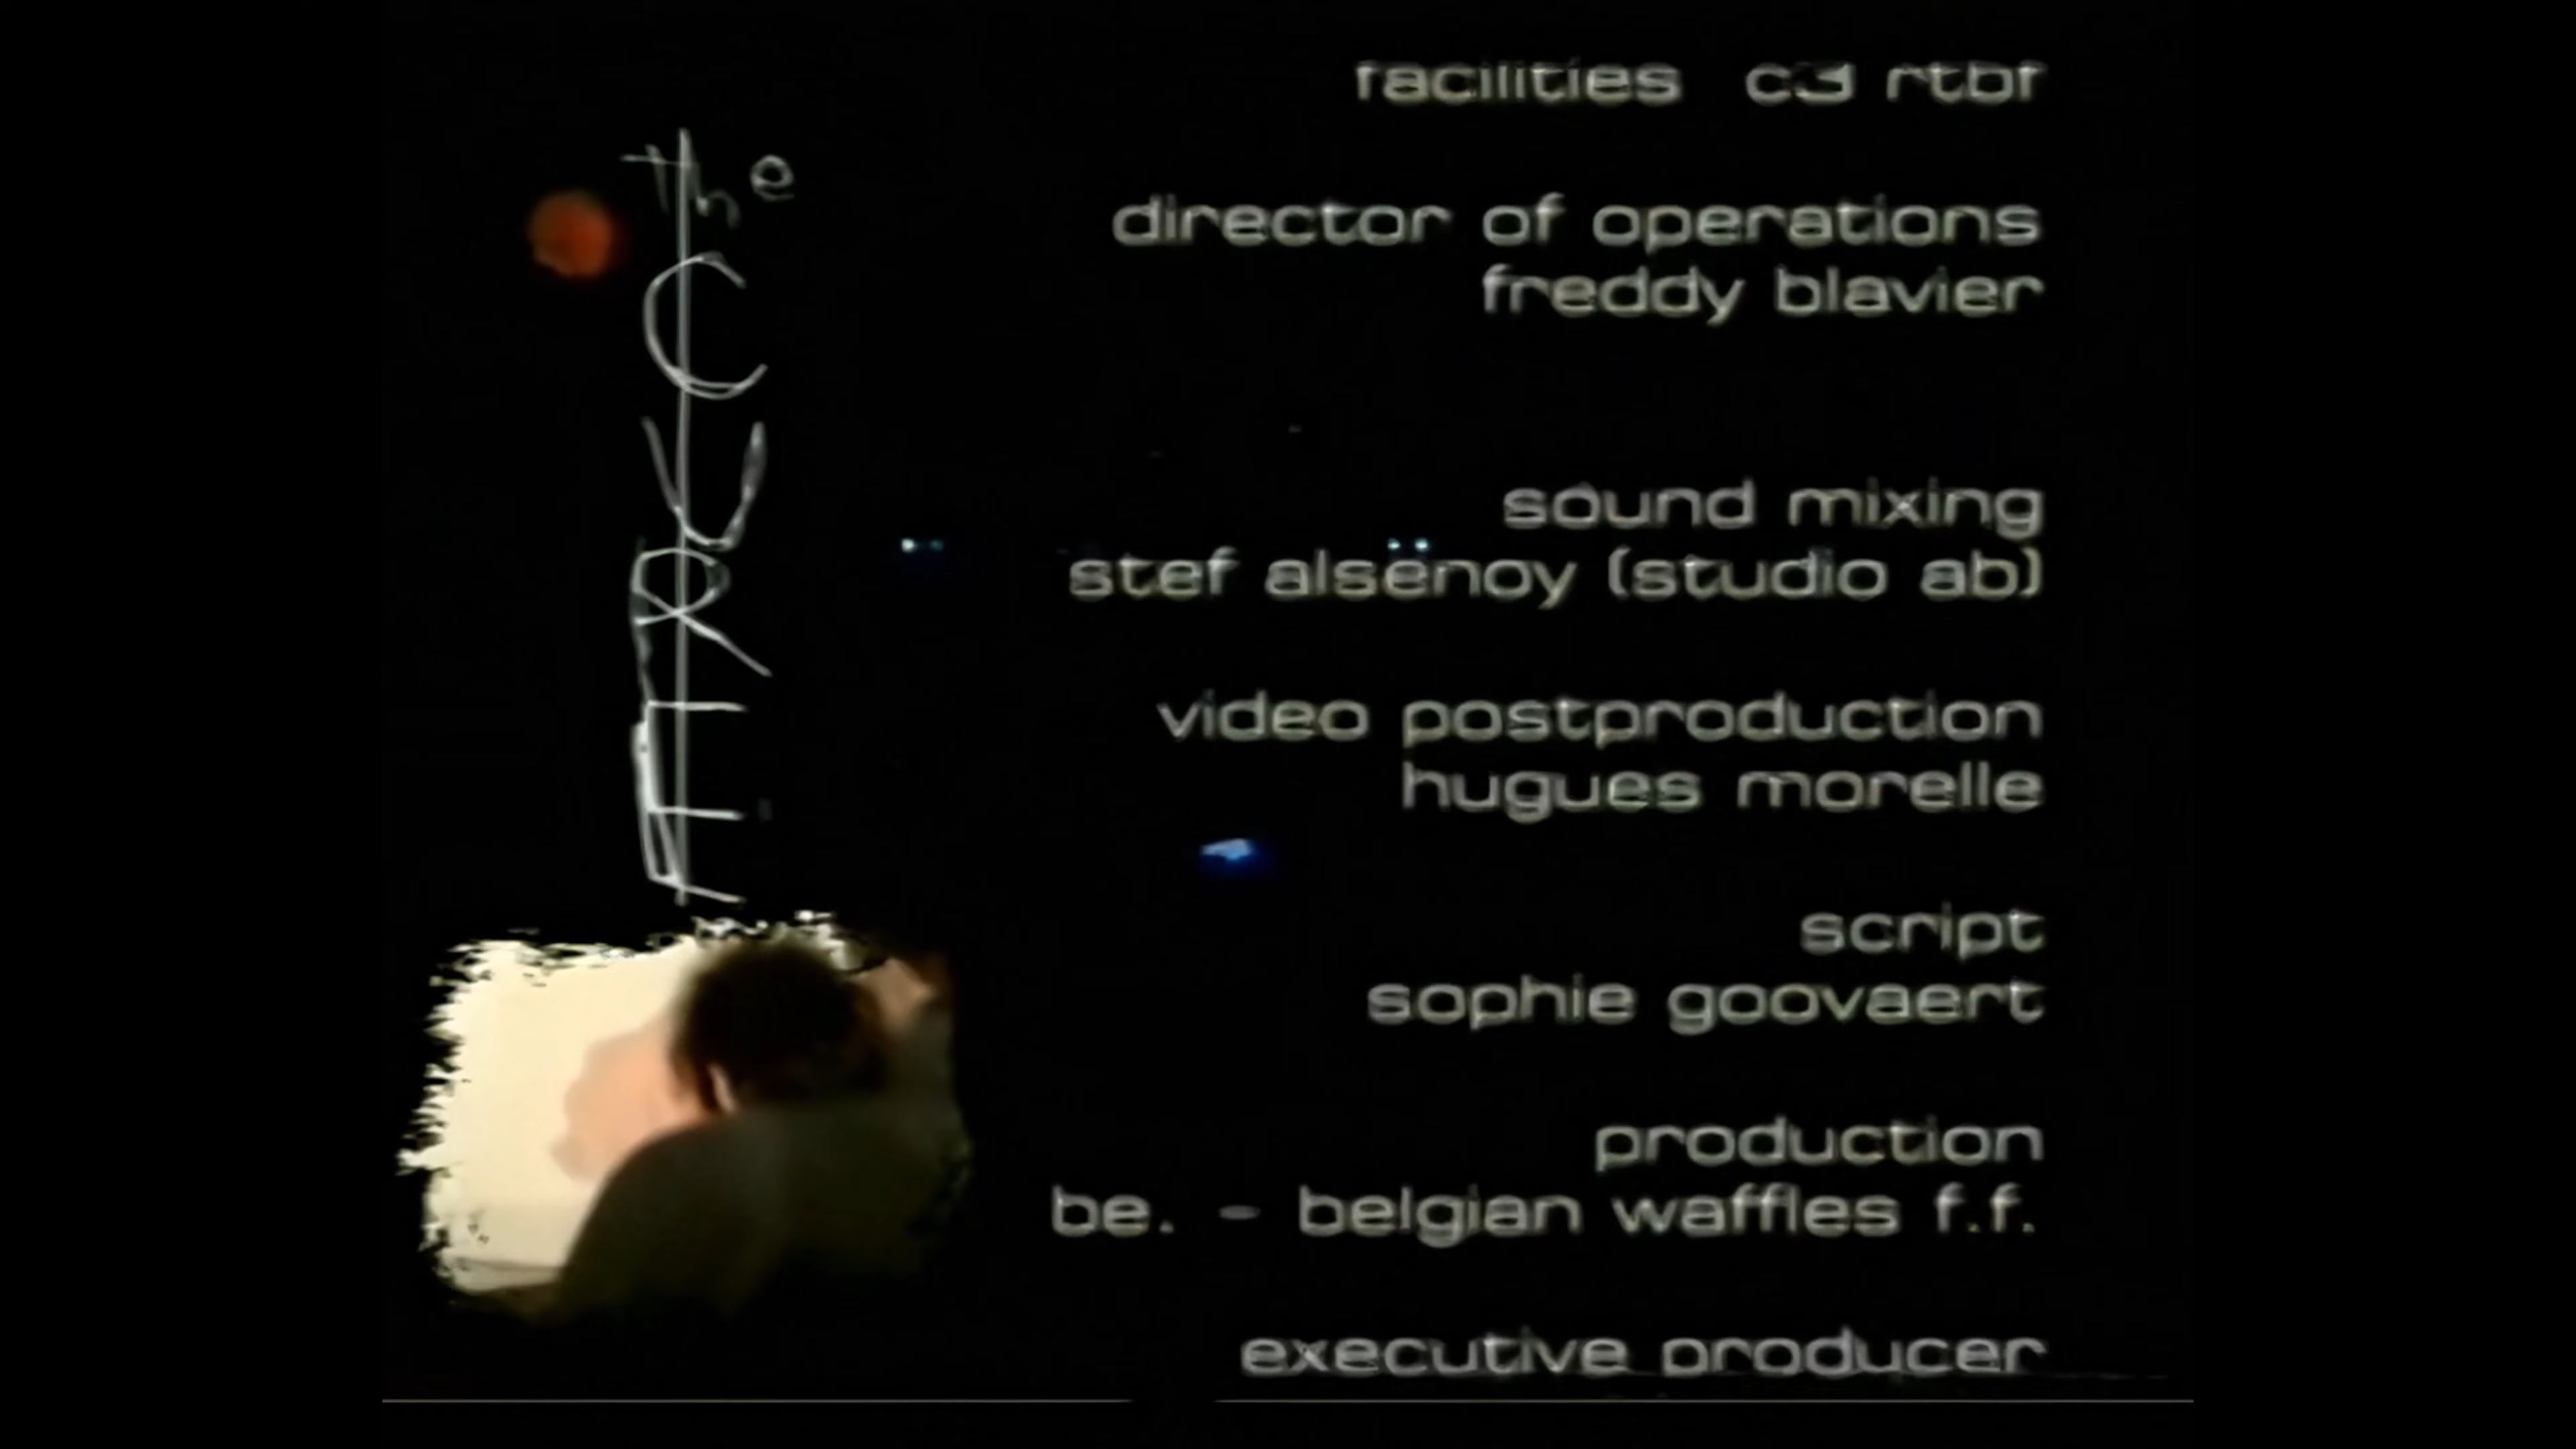 the
CURE
facilities c3 rtbf
director of operations
freddy blavier
sound mixing
stef alsenoy (studio ab)
video postproduction
hugues morelle
script
sophie goovaert
production
be. - belgian waffles f.f.
executive producer